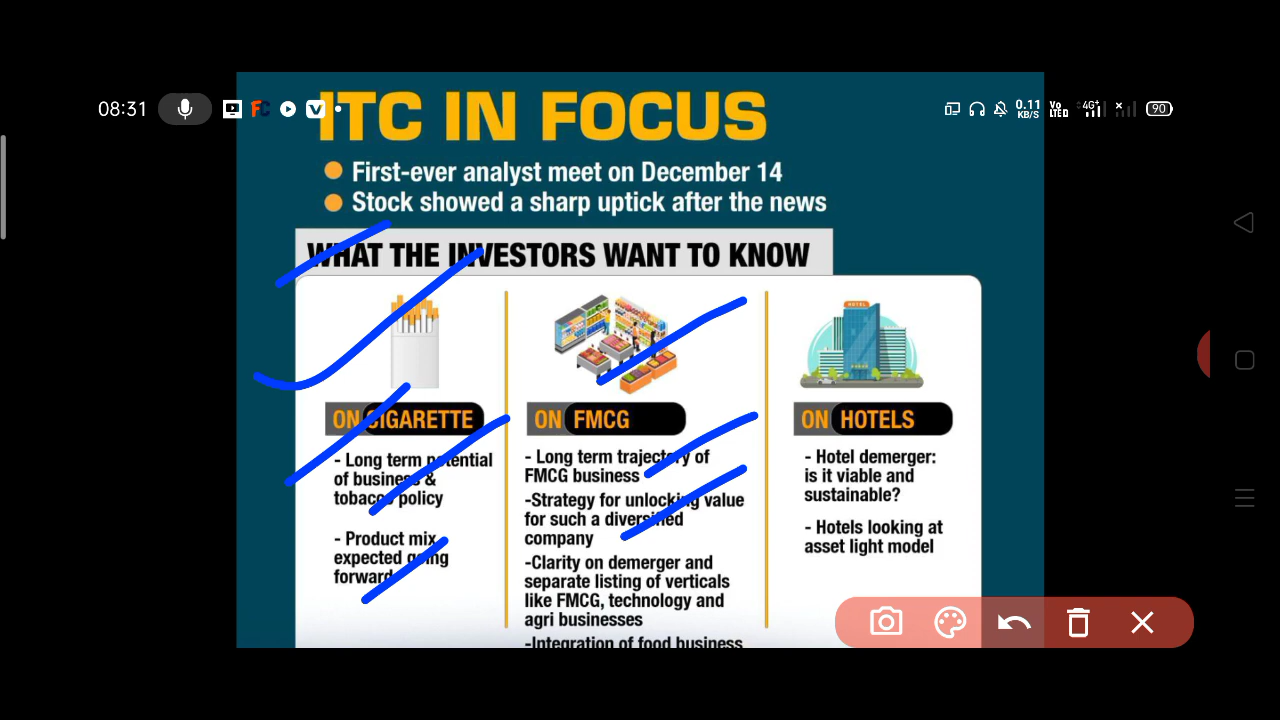 08:31
0.11
KB/S
Vo
LTE
4G+
90
ITC IN FOCUS
First-ever analyst meet on December 14
Stock showed a sharp uptick after the news
WHAT THE INVESTORS WANT TO KNOW
HOTEL
ON CIGARETTE
- Long term potential
of business &
tobacco policy
- Product mix
expected going
forward
ON FMCG
- Long term trajectory of
FMCG business
-Strategy for unlocking value
for such a diversified
company
-Clarity on demerger and
separate listing of verticals
like FMCG, technology and
agri businesses
-Integration of food business
ON HOTELS
- Hotel demerger:
is it viable and
sustainable?
- Hotels looking at
asset light model